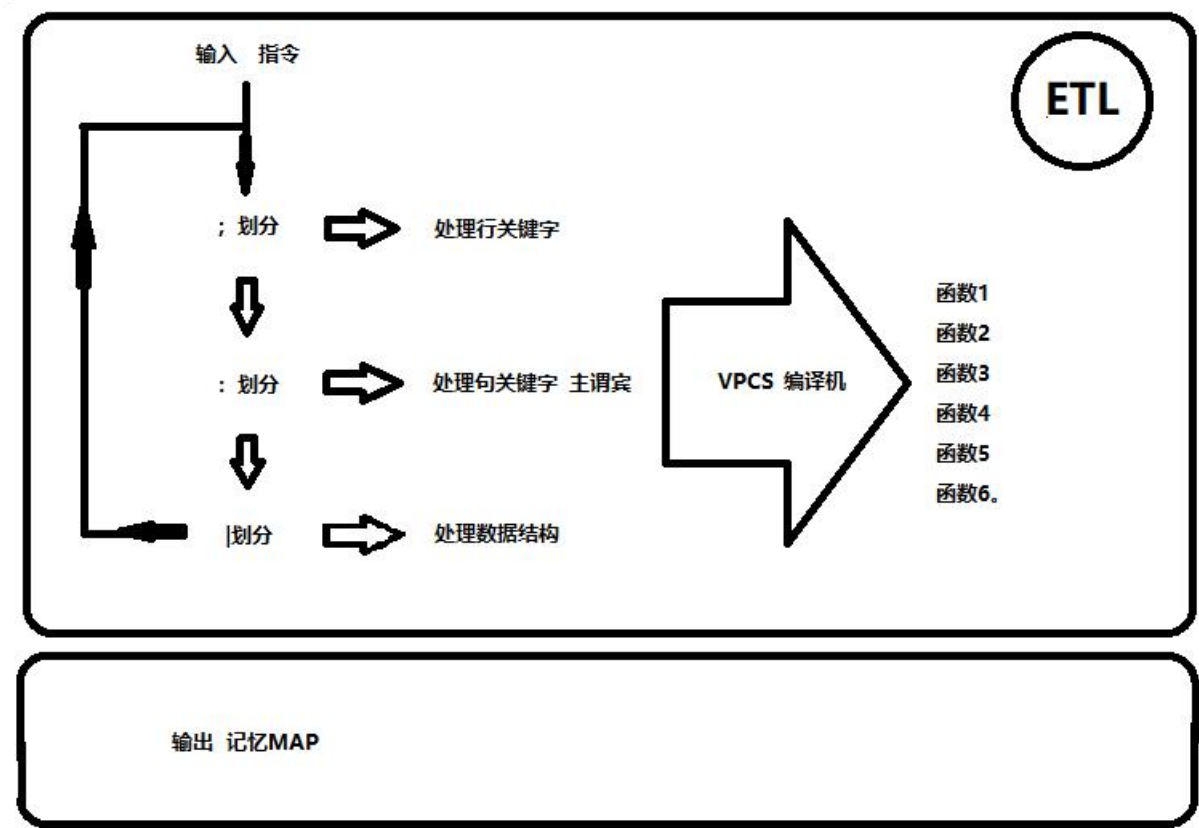 输入 指令
ETL
; 划分
处理行关键字
: 划分
处理句关键字 主谓宾
|划分
处理数据结构
VPCS 编译机
函数1
函数2
函数3
函数4
函数5
函数6。
输出 记忆MAP